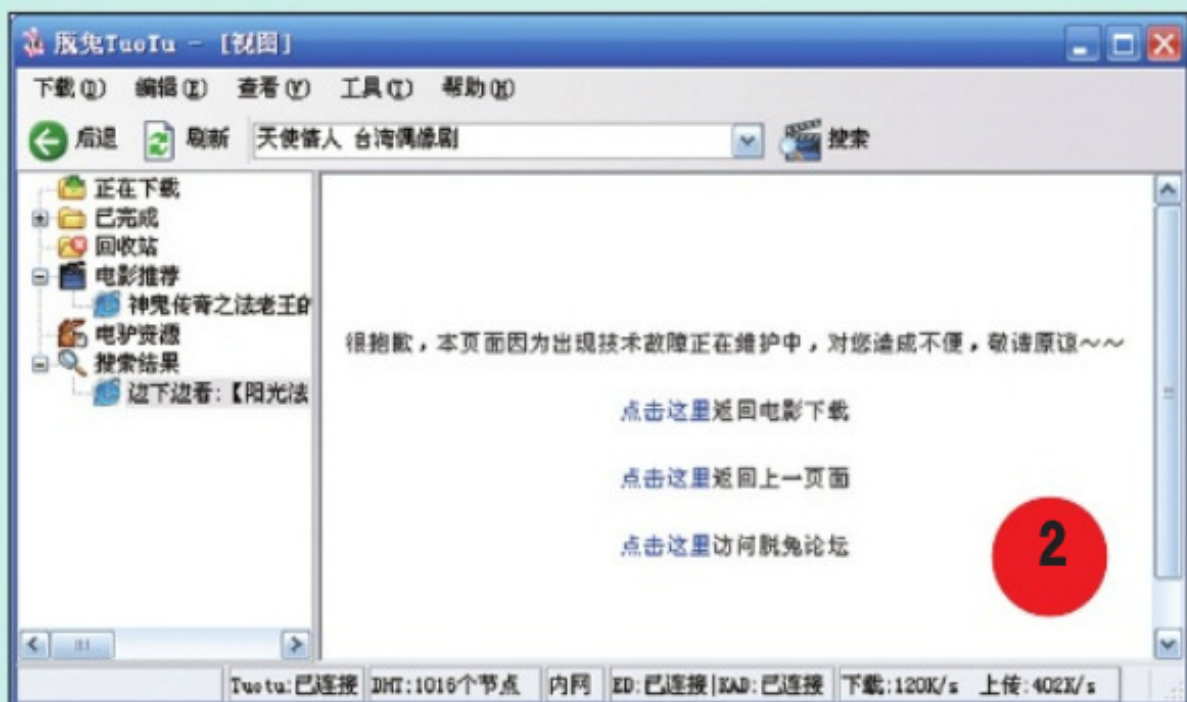 脱兔TuoTu - [视图]
下载(D) 编辑(E) 查看(V) 工具(T) 帮助(H)
后退 刷新 天使情人 台湾偶像剧 搜索
正在下载
已完成
回收站
电影推荐
神鬼传奇之法老王的
电驴资源
搜索结果
边下边看:【阳光法
很抱歉，本页面因为出现技术故障正在维护中，对您造成不便，敬请原谅~~
点击这里返回电影下载
点击这里返回上一页面
点击这里访问脱兔论坛
2
Tuotu:已连接 DHT:1016个节点 内网 ED:已连接|KAD:已连接 下载:120K/s 上传:402K/s